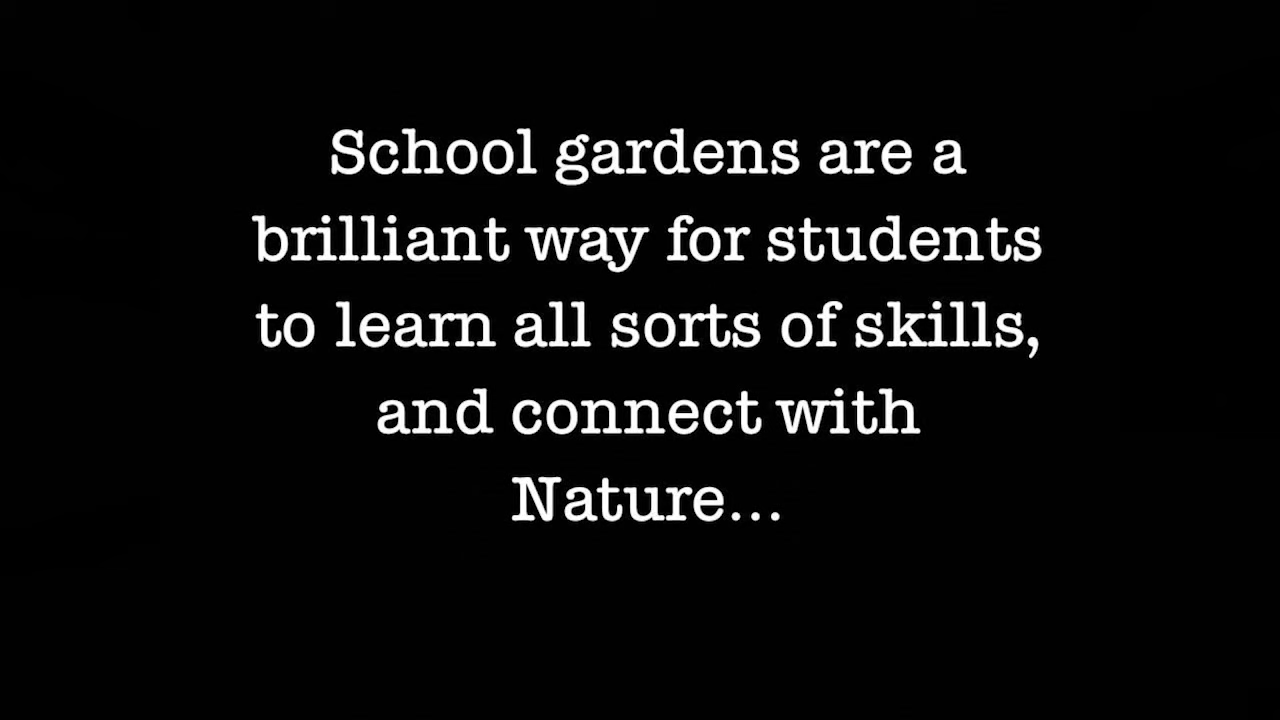 School gardens are a
brilliant way for students
to learn all sorts of skills,
and connect with
Nature...